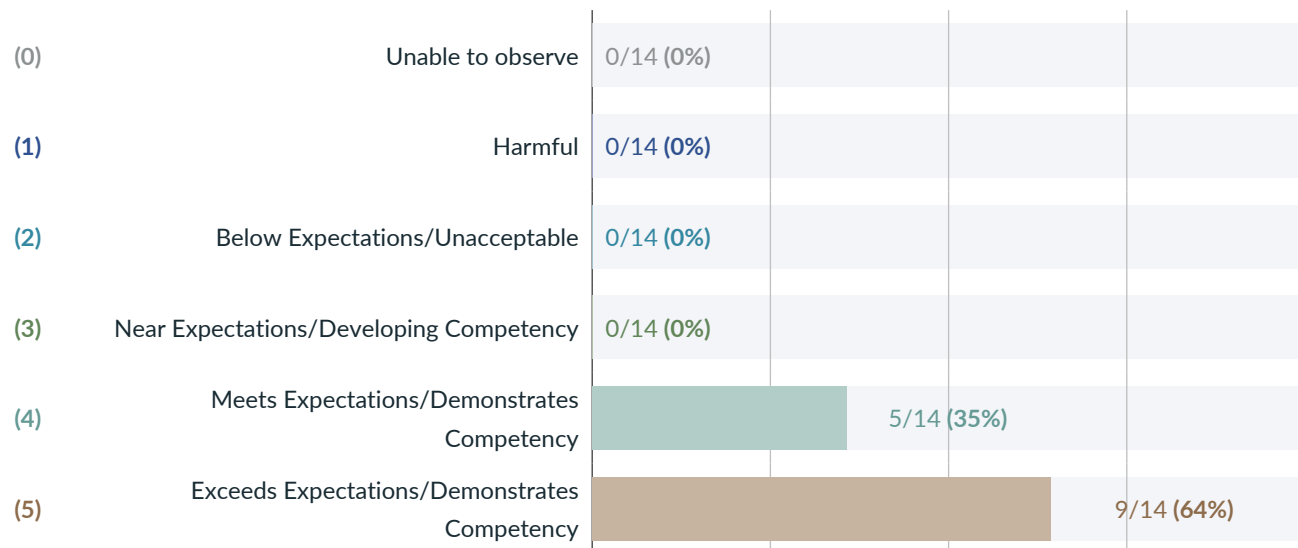 (0) Unable to observe 0/14 (0%)
(1) Harmful 0/14 (0%)
(2) Below Expectations/Unacceptable 0/14 (0%)
(3) Near Expectations/Developing Competency 0/14 (0%)
Meets Expectations/Demonstrates
(4) 5/14 (35%)
Competency
Exceeds Expectations/Demonstrates
(5) 9/14 (64%)
Competency